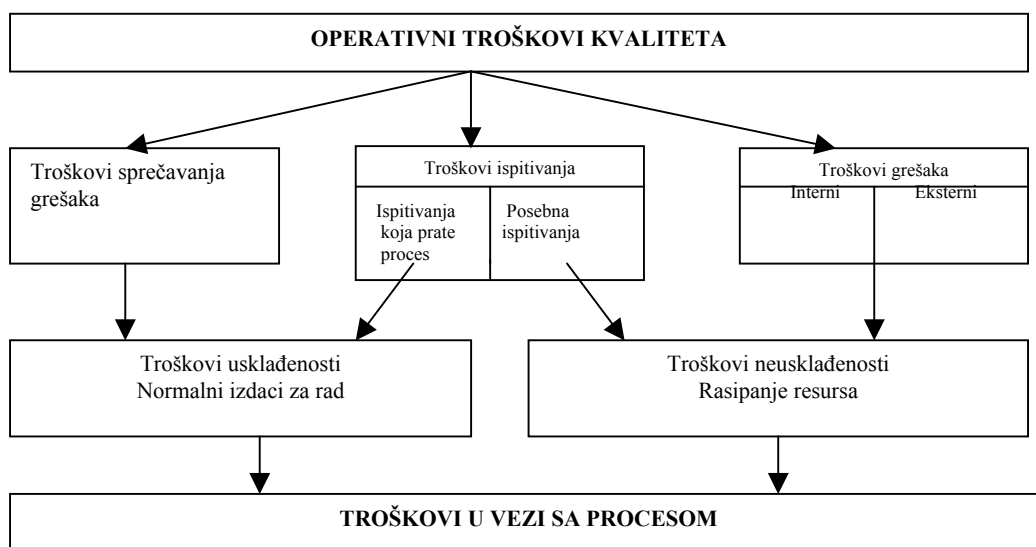 OPERATIVNI TROŠKOVI KVALITETA
Troškovi sprečavanja
grešaka
Troškovi ispitivanja
Ispitivanja
koja prate
proces
Posebna
ispitivanja
Troškovi grešaka
Interni
Eksterni
Troškovi usklađenosti
Normalni izdaci za rad
Troškovi neusklađenosti
Rasipanje resursa
TROŠKOVI U VEZI SA PROCESOM